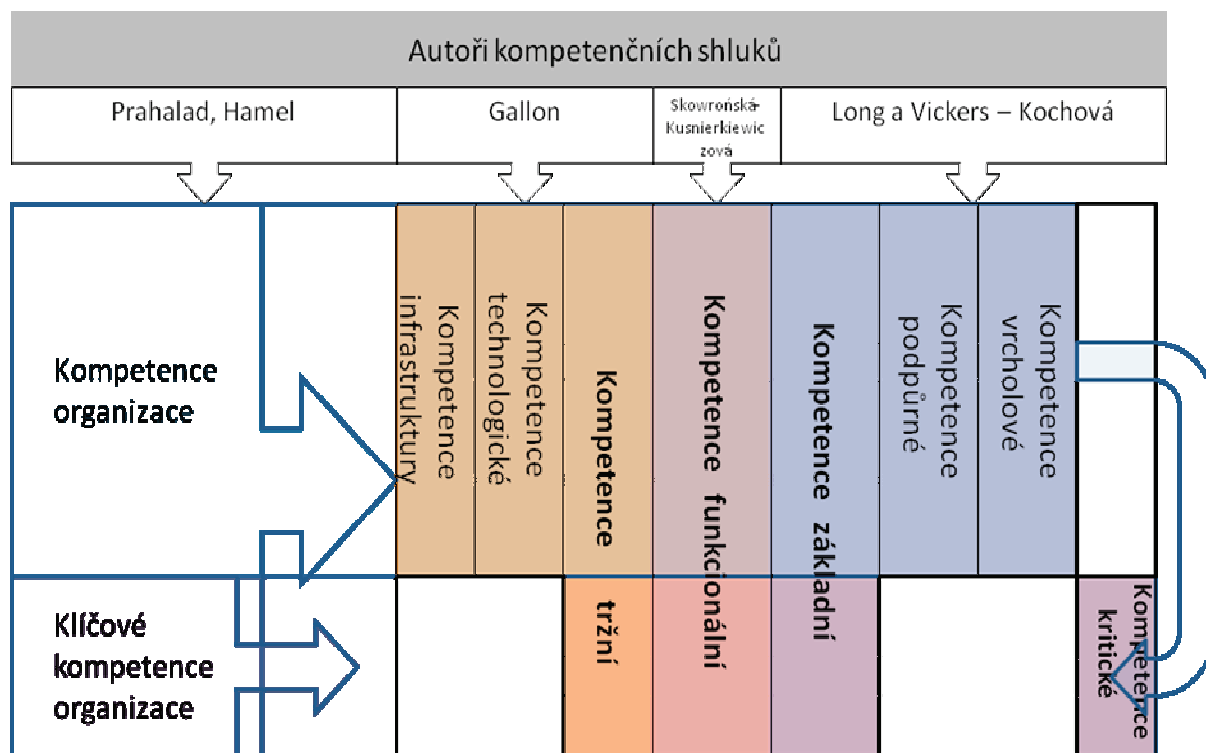 Autoři kompetenčních shluků
Prahalad, Hamel
Gallon
Skowrońská-
Kusnierkiewic
zová
Long a Vickers – Kochová
Kompetence
organizace
Kompetence
infrastruktury
Kompetence
technologické
Kompetence tržní
Kompetence funkcionální
Kompetence základní
Kompetence
podpůrné
Kompetence
vrcholové
Klíčové
kompetence
organizace
Kompetence
kritické